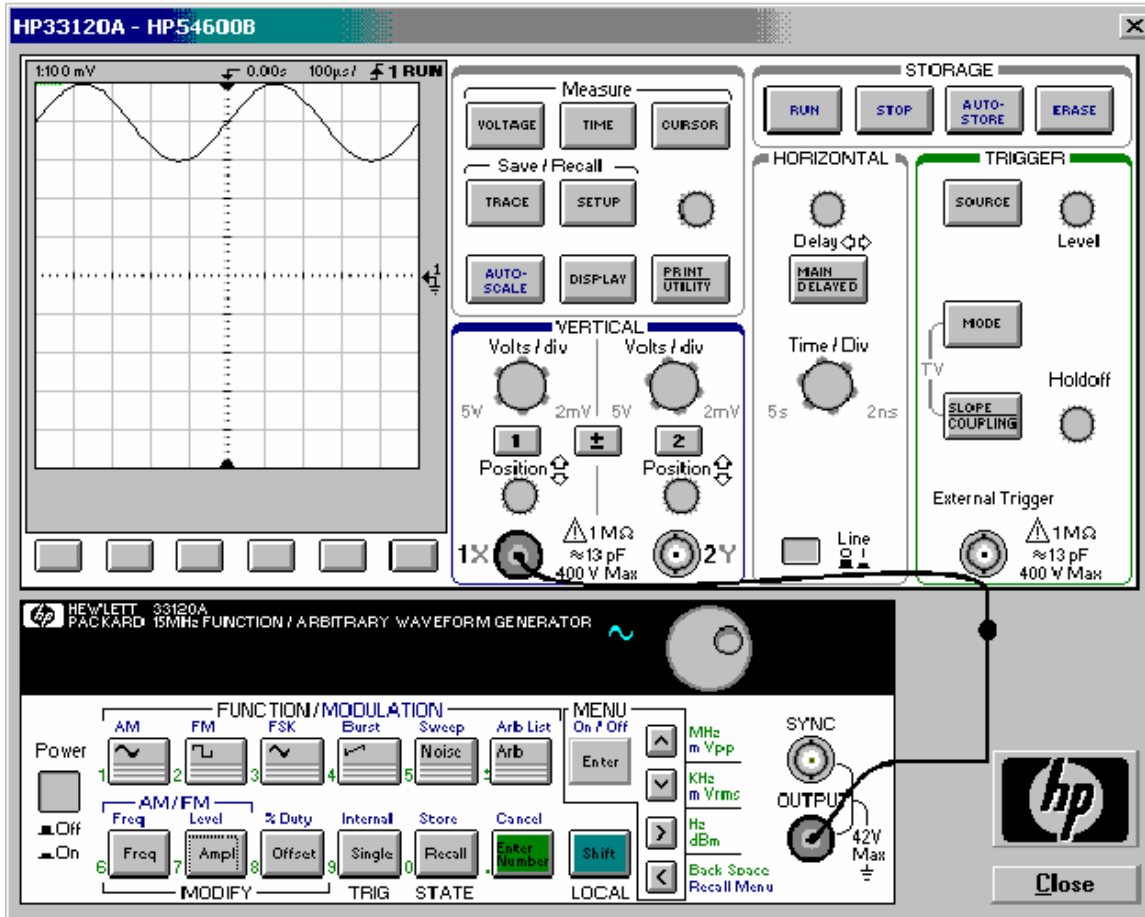 HP33120A - HP54600B
1:100 mV 0.00s 100µs/ 1 RUN
1
Measure
VOLTAGE TIME CURSOR
Save / Recall
TRACE SETUP
AUTO-
SCALE
DISPLAY
PRINT
UTILITY
STORAGE
RUN STOP
AUTO-
STORE
ERASE
HORIZONTAL
Delay
MAIN
DELAYED
Time / Div
5s 2ns
Line
O I
TRIGGER
SOURCE
Level
MODE
TV
Holdoff
SLOPE
COUPLING
External Trigger
1 MΩ
≈13 pF
400 V Max
VERTICAL
Volts / div Volts / div
5V 2mV 5V 2mV
1 ± 2
Position Position
1X
1 MΩ
≈13 pF
400 V Max
2Y
hp HEWLETT 33120A
PACKARD 15MHz FUNCTION / ARBITRARY WAVEFORM GENERATOR
FUNCTION / MODULATION
AM FM FSK Burst Sweep Arb List
Power
1 2 3 4 5 Noise ± Arb
Off
On
AM / FM
Freq Level % Duty Internal Store Cancel
6 Freq 7 Ampl 8 Offset 9 Single 0 Recall . Enter
Number
MODIFY TRIG STATE
MENU
On / Off
Enter
Shift
LOCAL
^ v > <
MHz
m Vpp
KHz
m Vrms
Hz
dBm
Back Space
Recall Menu
SYNC
OUTPUT
42V
Max
hp
Close